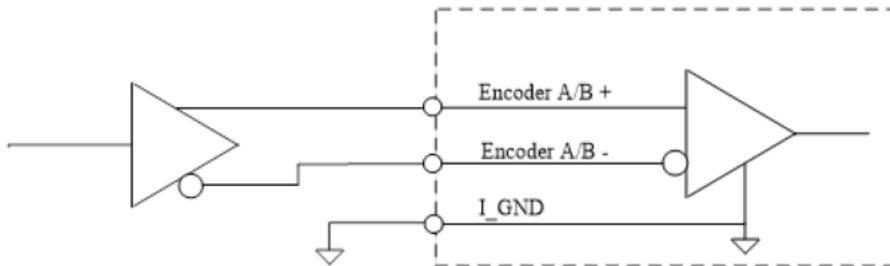 Encoder A/B +
Encoder A/B -
I_GND